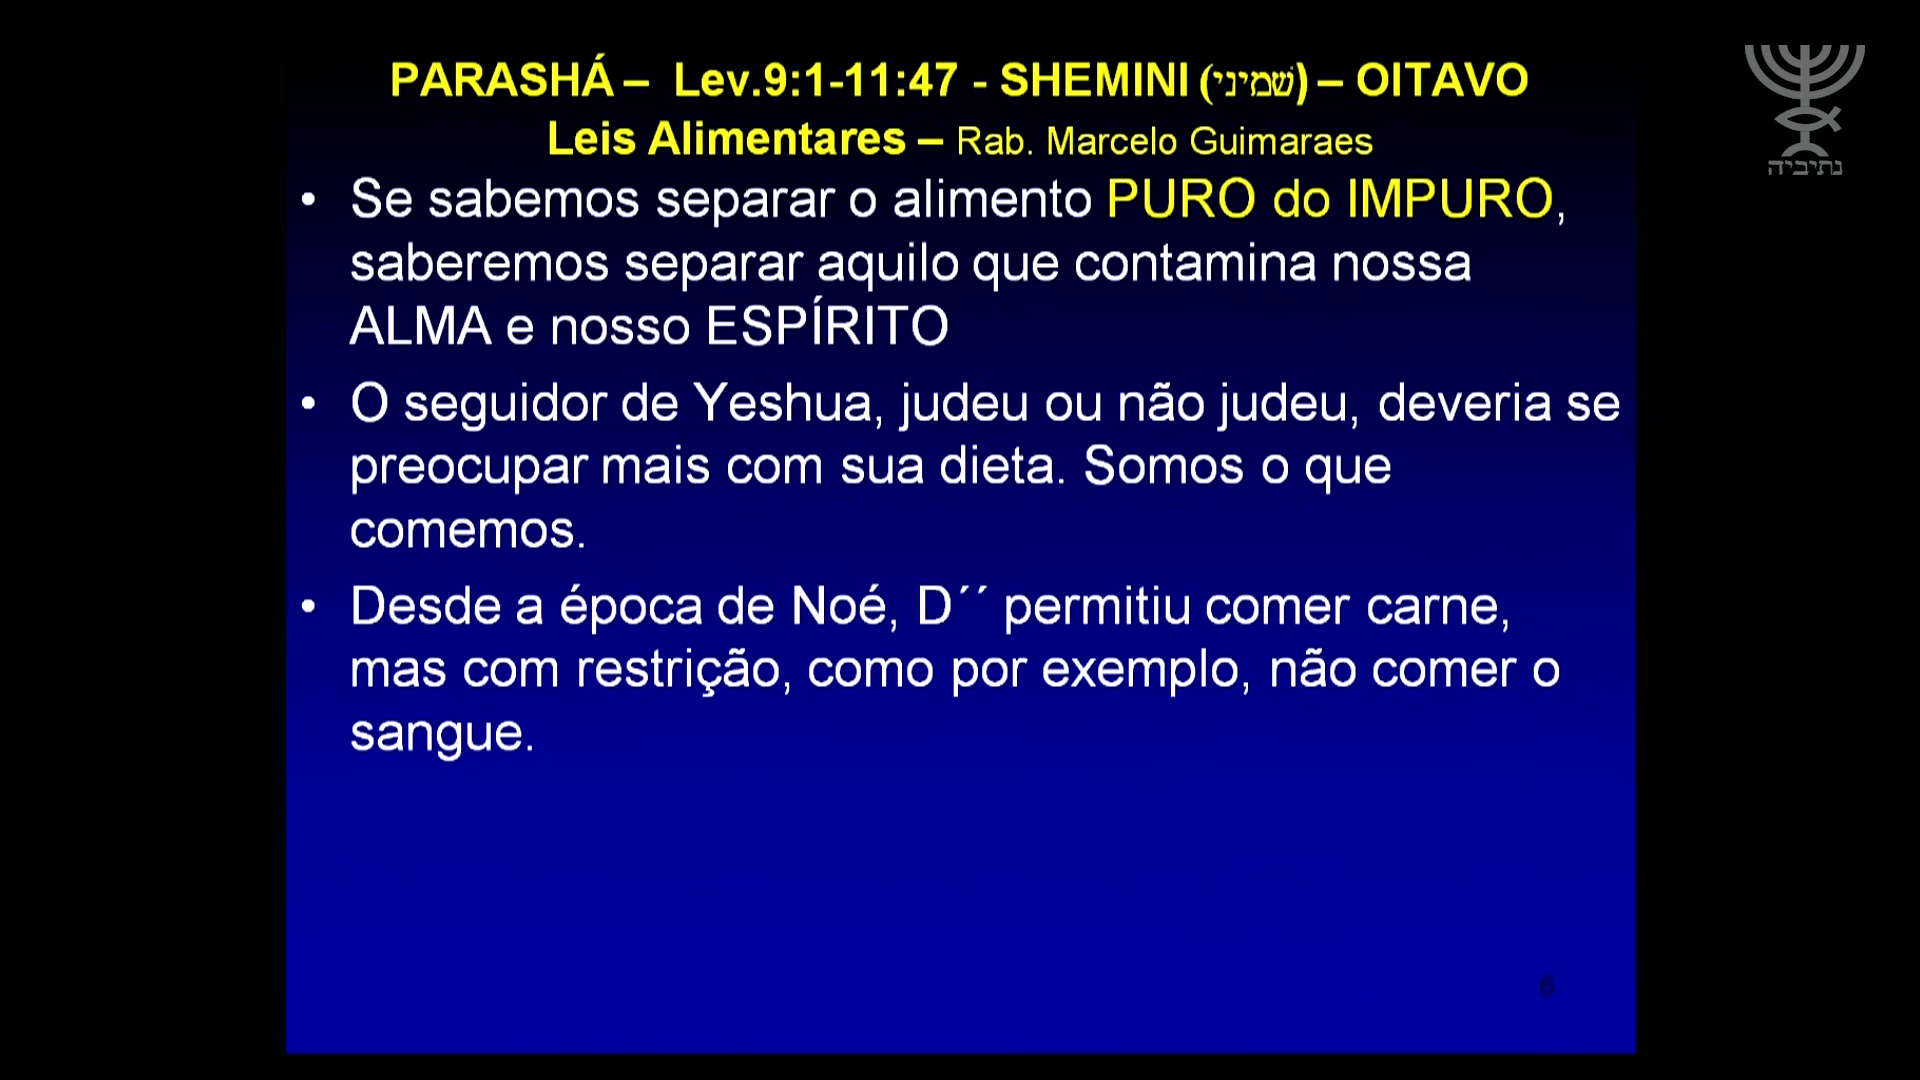 PARASHÁ – Lev.9:1-11:47 - SHEMINI (שׁמיני) – OITAVO
Leis Alimentares – Rab. Marcelo Guimaraes
נתיביה
• Se sabemos separar o alimento PURO do IMPURO,
saberemos separar aquilo que contamina nossa
ALMA e nosso ESPÍRITO
• O seguidor de Yeshua, judeu ou não judeu, deveria se
preocupar mais com sua dieta. Somos o que
comemos.
• Desde a época de Noé, D´´ permitiu comer carne,
mas com restrição, como por exemplo, não comer o
sangue.
6